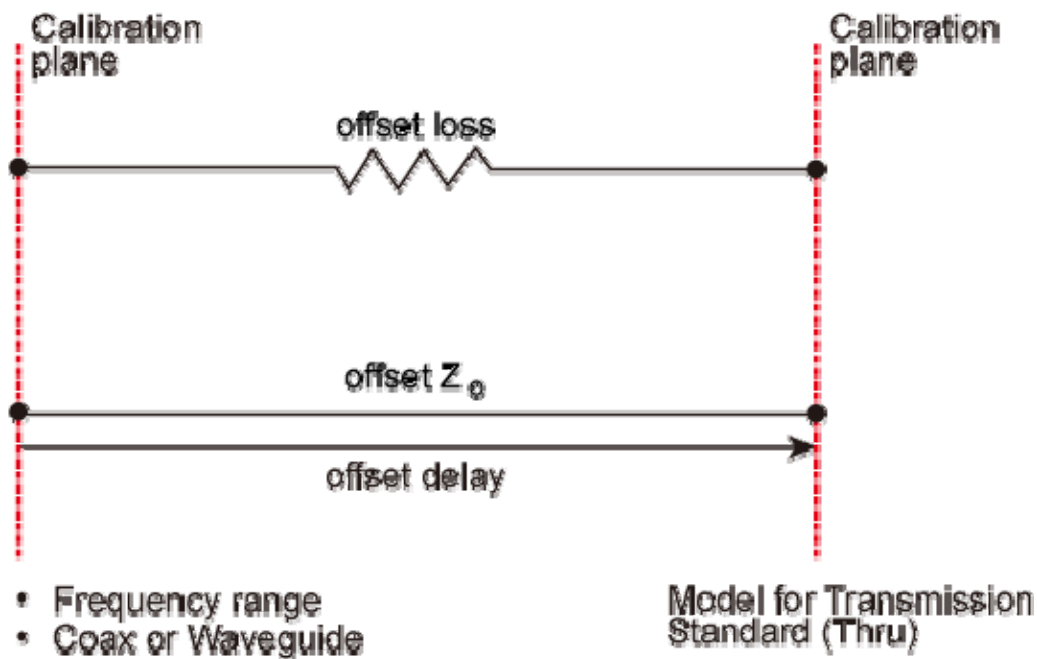 Calibration
plane
Calibration
plane
offset loss
offset Z0
offset delay
• Frequency range
• Coax or Waveguide
Model for Transmission
Standard (Thru)